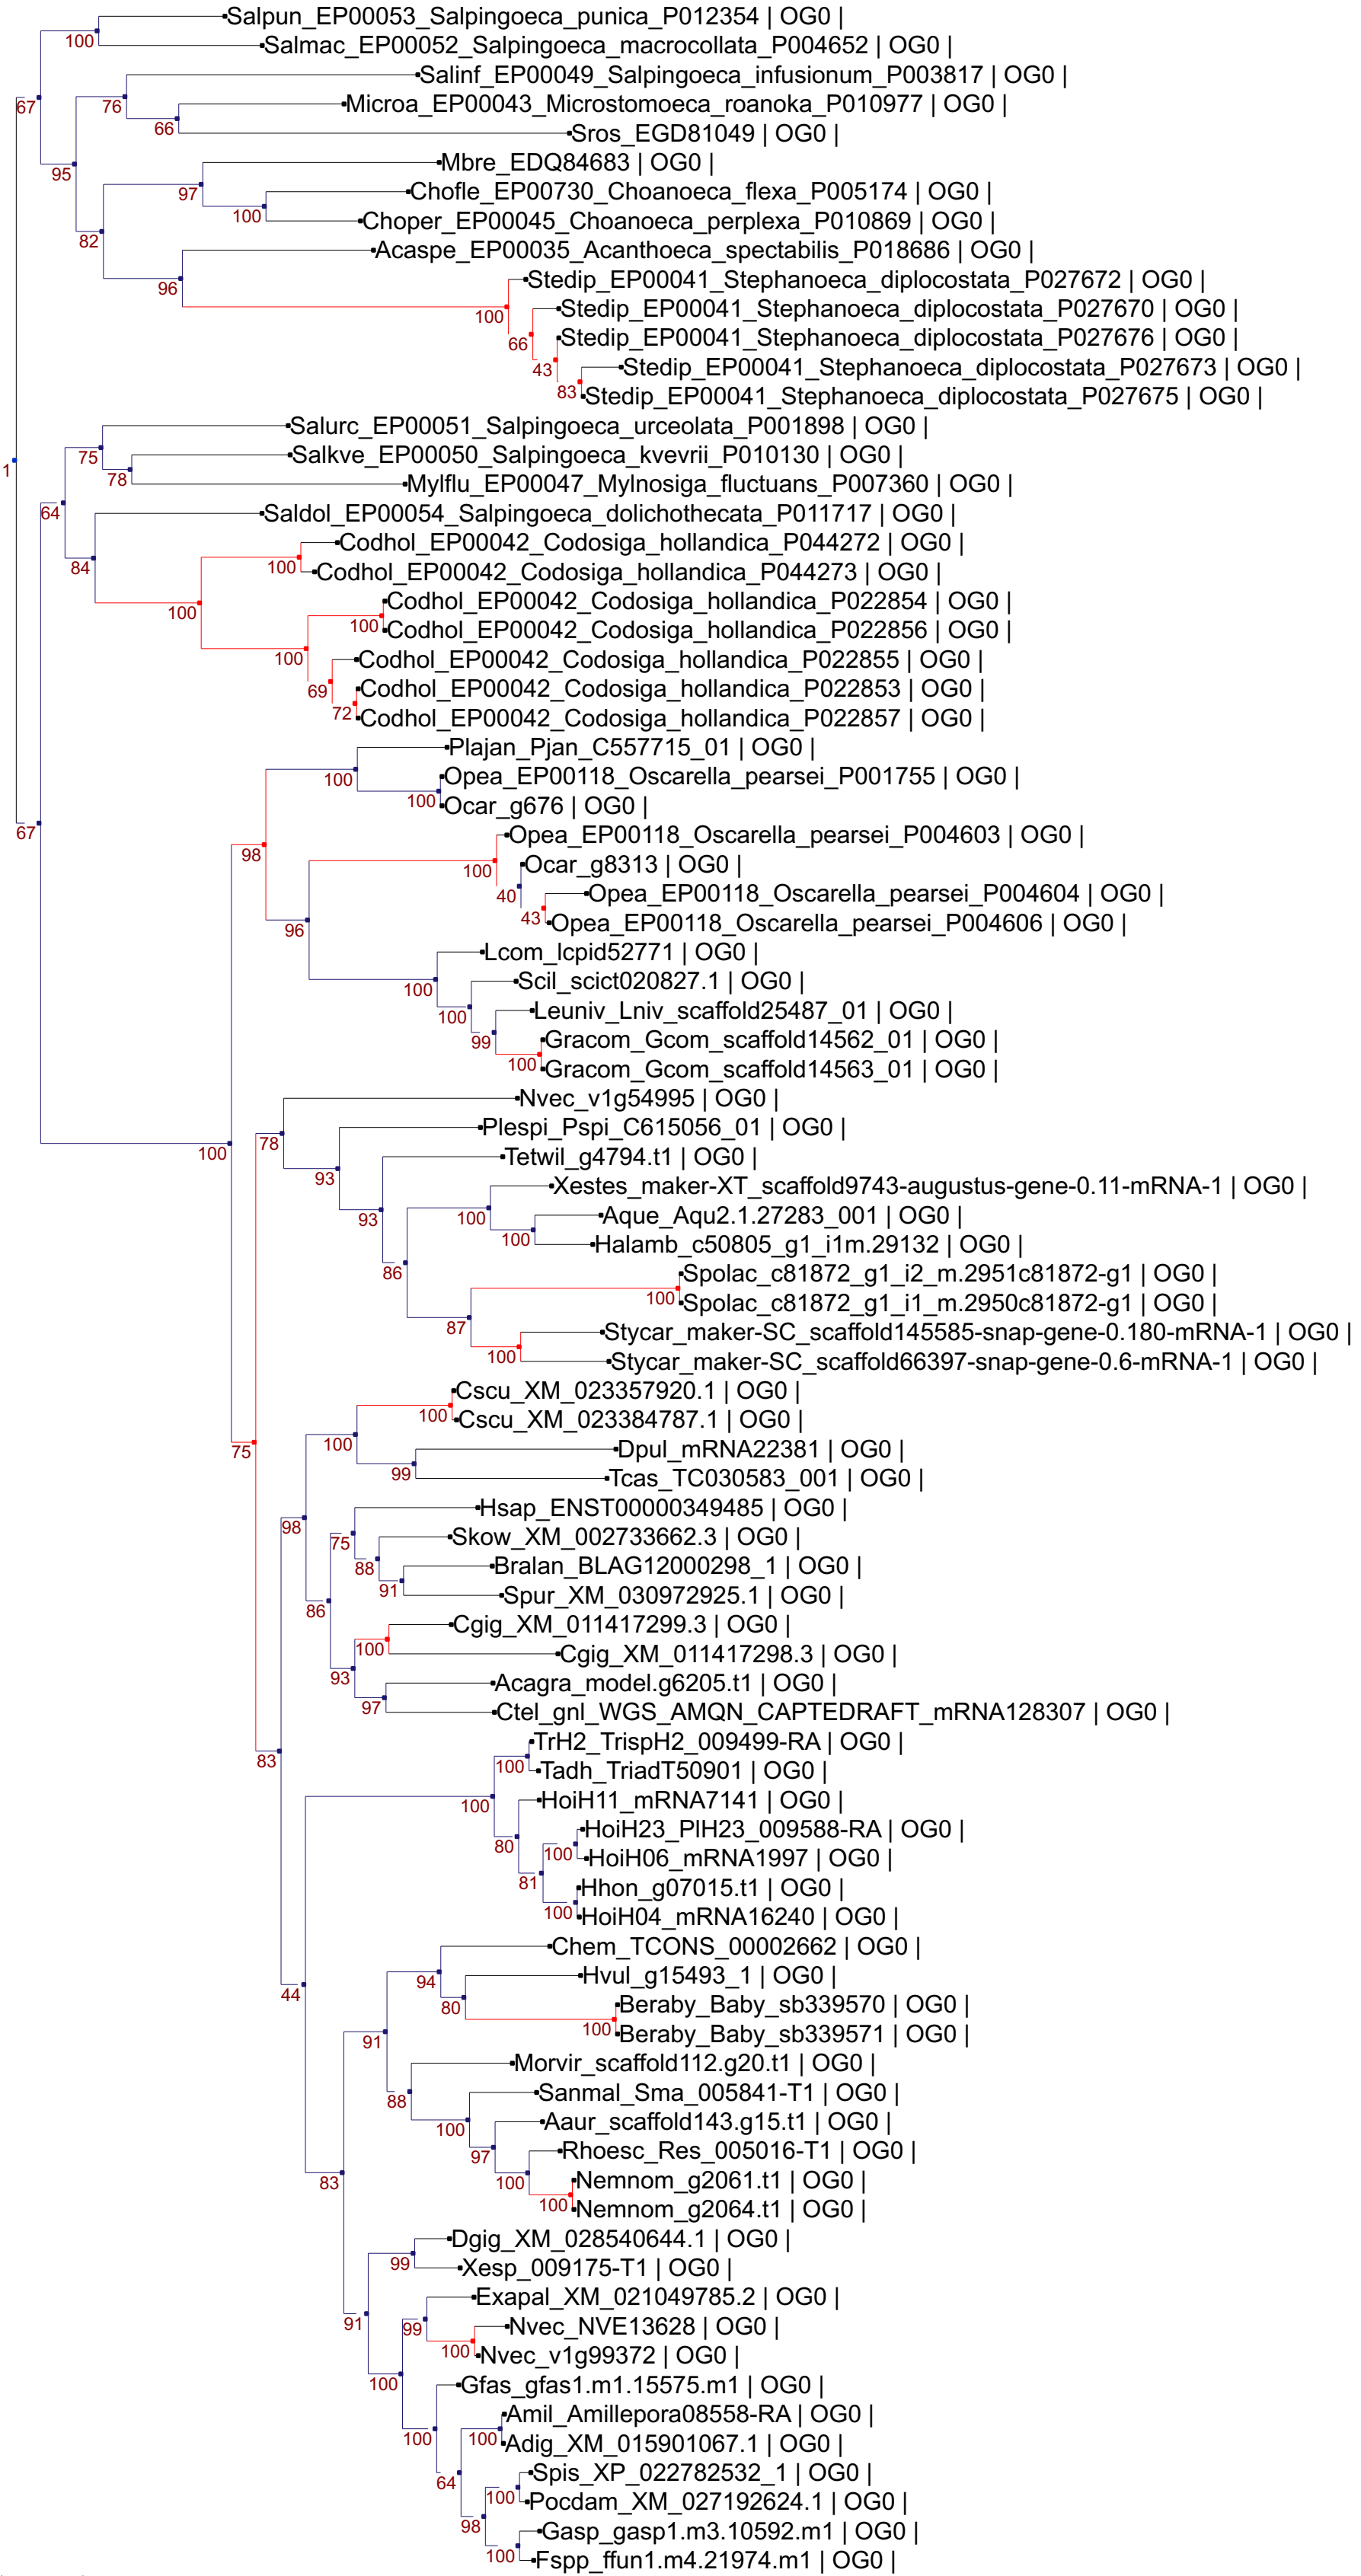 Salpun_EP00053_Salpingoeca_punica_P012354 | OG0 |
100
Salmac_EP00052_Salpingoeca_macrocollata_P004652 | OG0 |
Salinf_EP00049_Salpingoeca_infusionum_P003817 | OG0 |
67
76
Microa_EP00043_Microstomoeca_roanoka_P010977 | OG0 |
66
Sros_EGD81049 | OG0 |
95
Mbre_EDQ84683 | OG0 |
97
Chofle_EP00730_Choanoeca_flexa_P005174 | OG0 |
100
Choper_EP00045_Choanoeca_perplexa_P010869 | OG0 |
82
Acaspe_EP00035_Acanthoeca_spectabilis_P018686 | OG0 |
96
Stedip_EP00041_Stephanoeca_diplocostata_P027672 | OG0 |
100
Stedip_EP00041_Stephanoeca_diplocostata_P027670 | OG0 |
66
Stedip_EP00041_Stephanoeca_diplocostata_P027676 | OG0 |
43
Stedip_EP00041_Stephanoeca_diplocostata_P027673 | OG0 |
83
Stedip_EP00041_Stephanoeca_diplocostata_P027675 | OG0 |
Salurc_EP00051_Salpingoeca_urceolata_P001898 | OG0 |
75
Salkve_EP00050_Salpingoeca_kvevrii_P010130 | OG0 |
1
78
Mylflu_EP00047_Mylnosiga_fluctuans_P007360 | OG0 |
64
Saldol_EP00054_Salpingoeca_dolichothecata_P011717 | OG0 |
Codhol_EP00042_Codosiga_hollandica_P044272 | OG0 |
84
100
Codhol_EP00042_Codosiga_hollandica_P044273 | OG0 |
100
Codhol_EP00042_Codosiga_hollandica_P022854 | OG0 |
100
Codhol_EP00042_Codosiga_hollandica_P022856 | OG0 |
100
Codhol_EP00042_Codosiga_hollandica_P022855 | OG0 |
69
Codhol_EP00042_Codosiga_hollandica_P022853 | OG0 |
72
Codhol_EP00042_Codosiga_hollandica_P022857 | OG0 |
Plajan_Pjan_C557715_01 | OG0 |
100
Opea_EP00118_Oscarella_pearsei_P001755 | OG0 |
100
Ocar_g676 | OG0 |
67
Opea_EP00118_Oscarella_pearsei_P004603 | OG0 |
98
100
Ocar_g8313 | OG0 |
40
Opea_EP00118_Oscarella_pearsei_P004604 | OG0 |
43
Opea_EP00118_Oscarella_pearsei_P004606 | OG0 |
96
Lcom_lcpid52771 | OG0 |
100
Scil_scict020827.1 | OG0 |
100
Leuniv_Lniv_scaffold25487_01 | OG0 |
99
Gracom_Gcom_scaffold14562_01 | OG0 |
100
Gracom_Gcom_scaffold14563_01 | OG0 |
Nvec_v1g54995 | OG0 |
78
Plespi_Pspi_C615056_01 | OG0 |
100
Tetwil_g4794.t1 | OG0 |
93
Xestes_maker-XT_scaffold9743-augustus-gene-0.11-mRNA-1 | OG0 |
93
100
Aque_Aqu2.1.27283_001 | OG0 |
100
Halamb_c50805_g1_i1m.29132 | OG0 |
86
Spolac_c81872_g1_i2_m.2951c81872-g1 | OG0 |
100
Spolac_c81872_g1_i1_m.2950c81872-g1 | OG0 |
87
Stycar_maker-SC_scaffold145585-snap-gene-0.180-mRNA-1 | OG0 |
100
Stycar_maker-SC_scaffold66397-snap-gene-0.6-mRNA-1 | OG0 |
Cscu_XM_023357920.1 | OG0 |
100
Cscu_XM_023384787.1 | OG0 |
75
100
Dpul_mRNA22381 | OG0 |
99
Tcas_TC030583_001 | OG0 |
Hsap_ENST00000349485 | OG0 |
98
75
Skow_XM_002733662.3 | OG0 |
88
Bralan_BLAG12000298_1 | OG0 |
91
Spur_XM_030972925.1 | OG0 |
86
Cgig_XM_011417299.3 | OG0 |
100
Cgig_XM_011417298.3 | OG0 |
93
Acagra_model.g6205.t1 | OG0 |
97
Ctel_gnl_WGS_AMQN_CAPTEDRAFT_mRNA128307 | OG0 |
TrH2_TrispH2_009499-RA | OG0 |
83
100
Tadh_TriadT50901 | OG0 |
100
HoiH11_mRNA7141 | OG0 |
80
HoiH23_PlH23_009588-RA | OG0 |
100
HoiH06_mRNA1997 | OG0 |
81
Hhon_g07015.t1 | OG0 |
100
HoiH04_mRNA16240 | OG0 |
Chem_TCONS_00002662 | OG0 |
94
Hvul_g15493_1 | OG0 |
44
80
Beraby_Baby_sb339570 | OG0 |
100
Beraby_Baby_sb339571 | OG0 |
91
Morvir_scaffold112.g20.t1 | OG0 |
88
Sanmal_Sma_005841-T1 | OG0 |
100
Aaur_scaffold143.g15.t1 | OG0 |
97
Rhoesc_Res_005016-T1 | OG0 |
83
100
Nemnom_g2061.t1 | OG0 |
100
Nemnom_g2064.t1 | OG0 |
Dgig_XM_028540644.1 | OG0 |
99
Xesp_009175-T1 | OG0 |
Exapal_XM_021049785.2 | OG0 |
91
99
Nvec_NVE13628 | OG0 |
100
Nvec_v1g99372 | OG0 |
100
Gfas_gfas1.m1.15575.m1 | OG0 |
Amil_Amillepora08558-RA | OG0 |
100
100
Adig_XM_015901067.1 | OG0 |
64
Spis_XP_022782532_1 | OG0 |
100
Pocdam_XM_027192624.1 | OG0 |
98
Gasp_gasp1.m3.10592.m1 | OG0 |
100
Fspp_ffun1.m4.21974.m1 | OG0 |